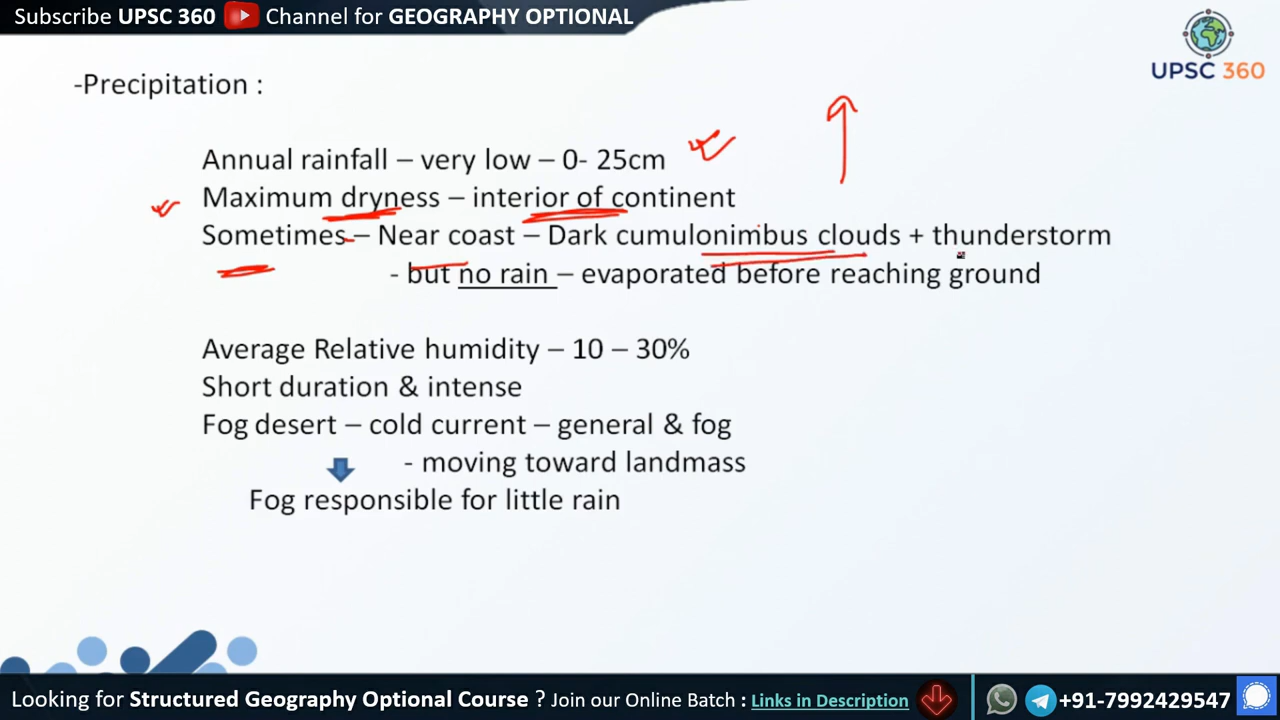 Subscribe UPSC 360 Channel for GEOGRAPHY OPTIONAL
UPSC 360
-Precipitation :
Annual rainfall – very low – 0- 25cm
Maximum dryness – interior of continent
Sometimes – Near coast – Dark cumulonimbus clouds + thunderstorm
- but no rain – evaporated before reaching ground
Average Relative humidity – 10 – 30%
Short duration & intense
Fog desert – cold current – general & fog
- moving toward landmass
Fog responsible for little rain
Looking for Structured Geography Optional Course ? Join our Online Batch : Links in Description
+91-7992429547